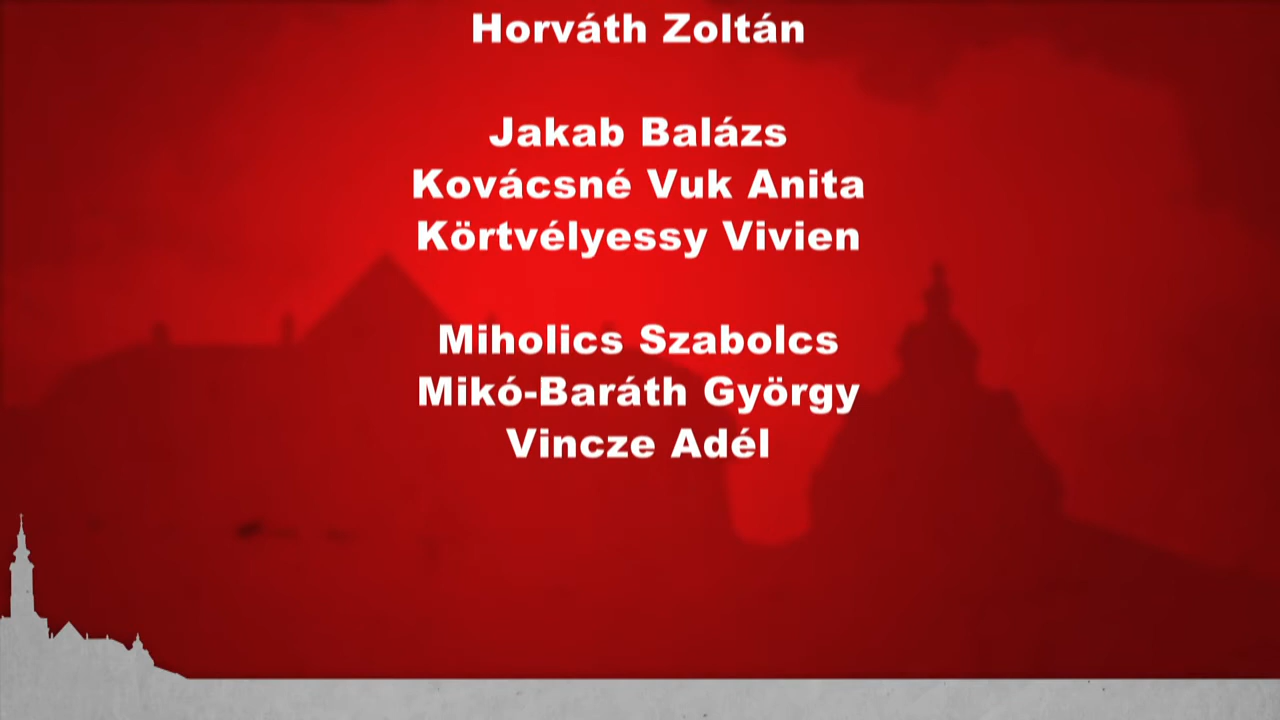 Horváth Zoltán
Jakab Balázs
Kovácsné Vuk Anita
Körtvélyessy Vivien
Miholics Szabolcs
Mikó-Baráth György
Vincze Adél